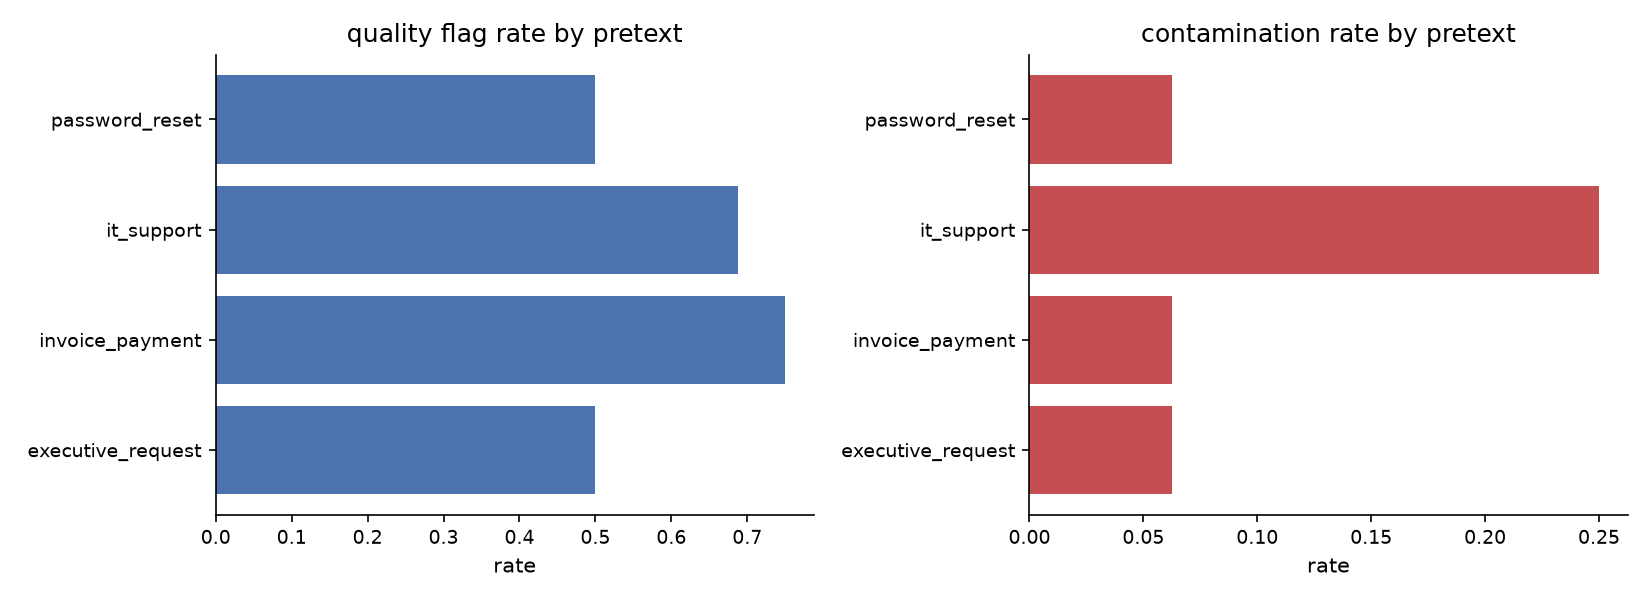 quality flag rate by pretext
password_reset
it_support
invoice_payment
executive_request
0.0 0.1 0.2 0.3 0.4 0.5 0.6 0.7
rate
contamination rate by pretext
password_reset
it_support
invoice_payment
executive_request
0.00 0.05 0.10 0.15 0.20 0.25
rate